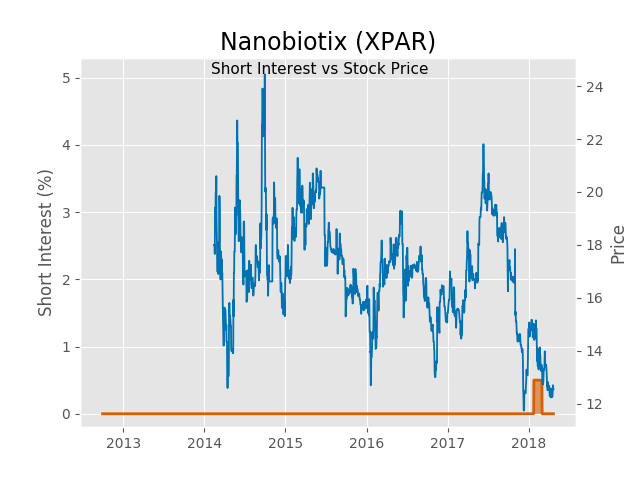 Nanobiotix (XPAR)
Short Interest vs Stock Price
Short Interest (%)
5
4
3
2
1
0
24
22
20
18
16
14
12
Price
2013 2014 2015 2016 2017 2018